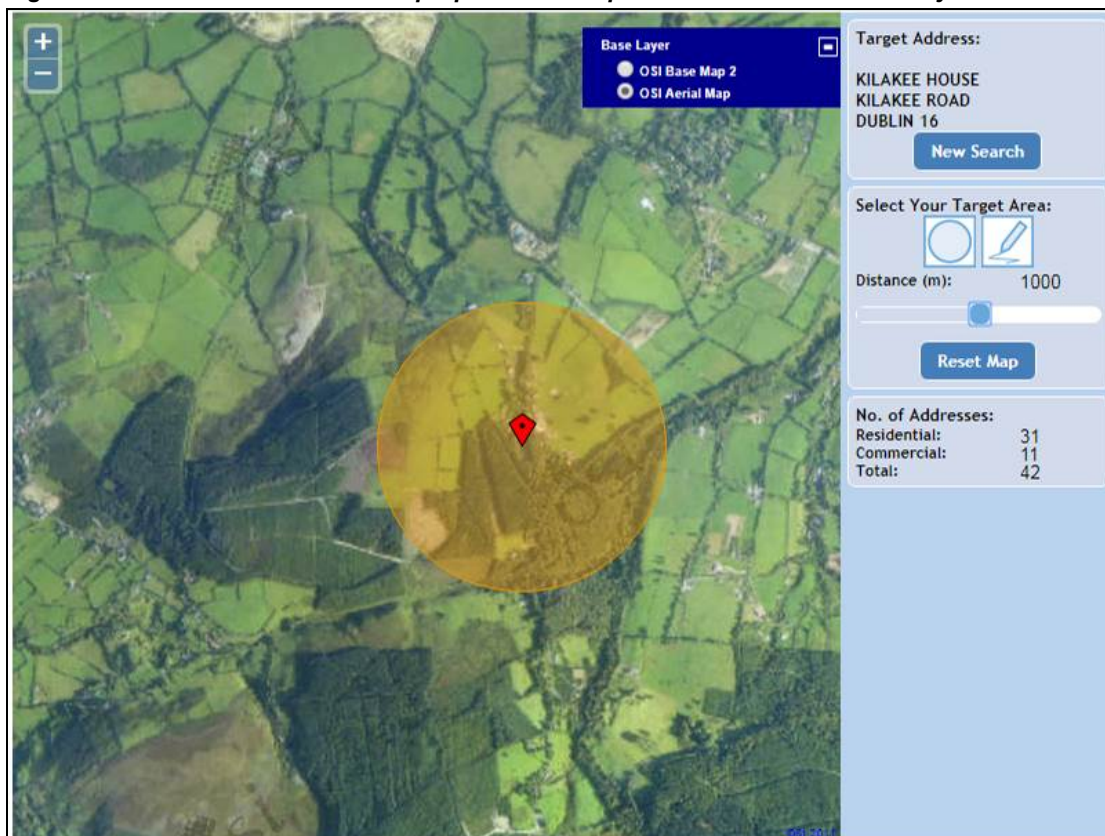 +
−
Base Layer
OSI Base Map 2
OSI Aerial Map
Target Address:
KILAKEE HOUSE
KILAKEE ROAD
DUBLIN 16
New Search
Select Your Target Area:
Distance (m): 1000
Reset Map
No. of Addresses:
Residential: 31
Commercial: 11
Total: 42